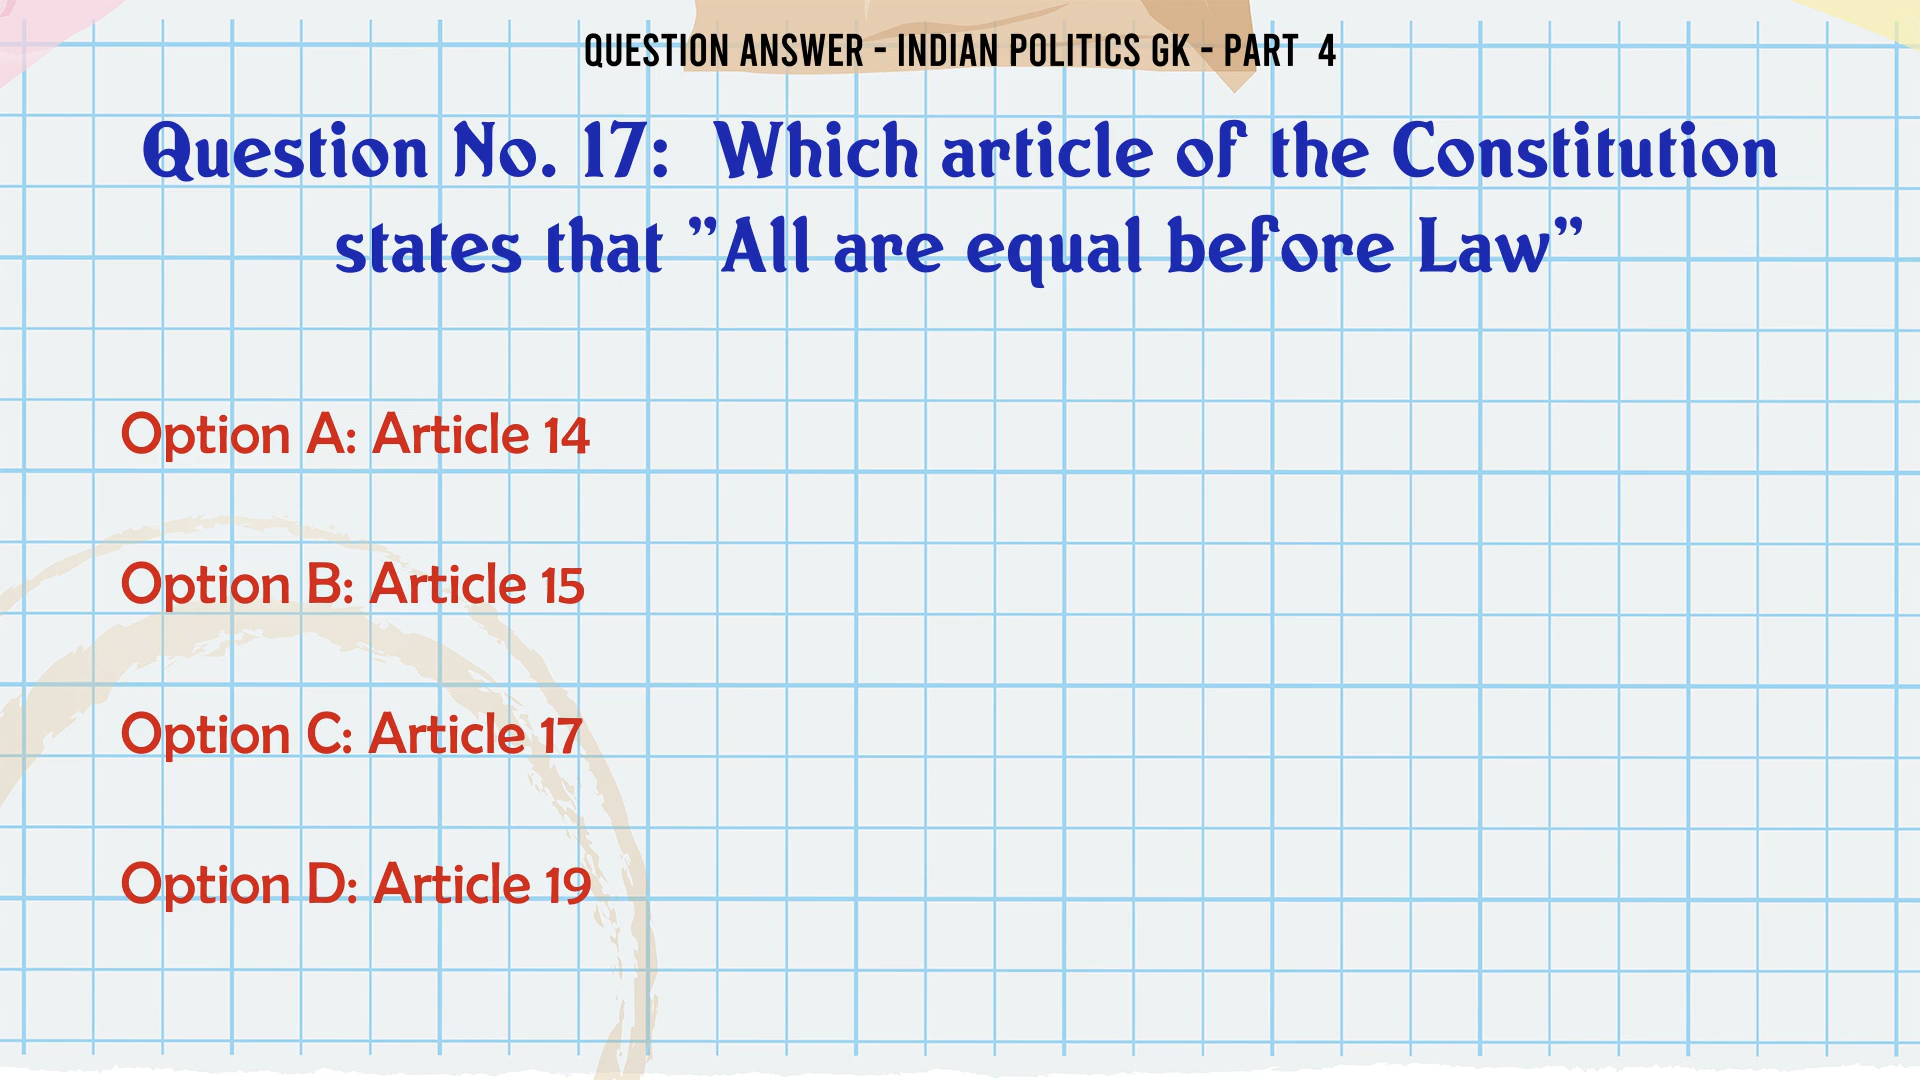 QUESTION ANSWER - INDIAN POLITICS GK - PART 4
Question No. 17: Which article of the Constitution
states that ”All are equal before Law”
Option A: Article 14
Option B: Article 15
Option C: Article 17
Option D: Article 19